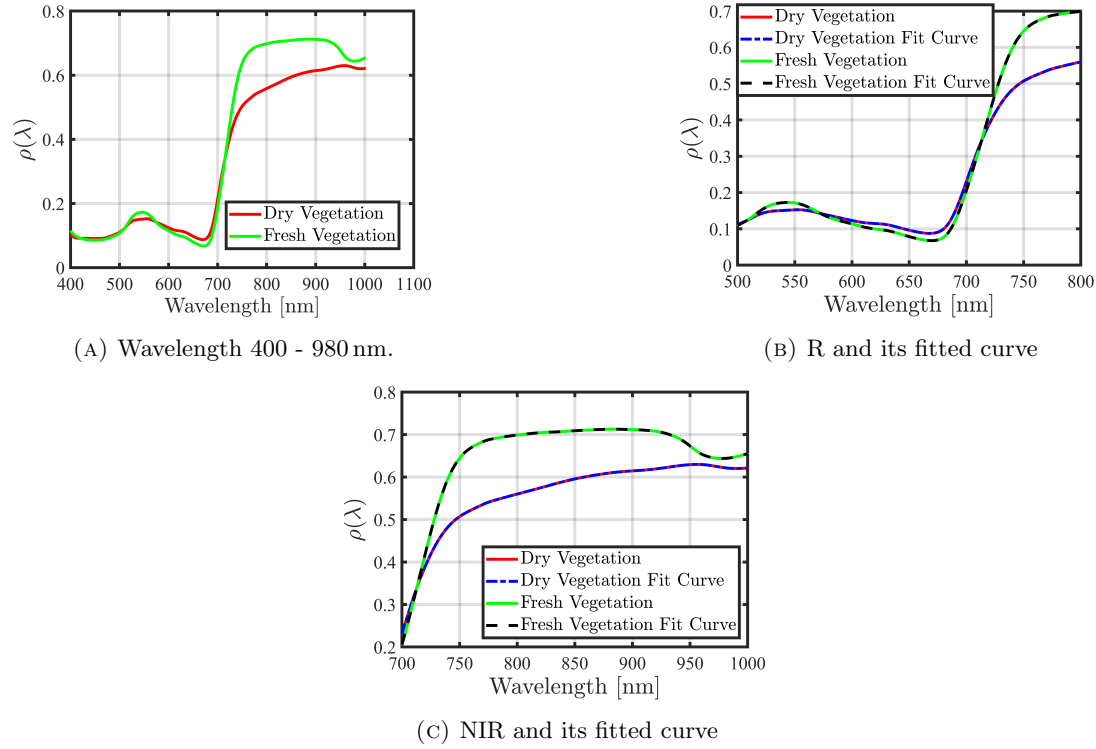 0.8
0.6
0.4
0.2
0
ρ(λ)
Dry Vegetation
Fresh Vegetation
400 500 600 700 800 900 1000 1100
Wavelength [nm]
(A) Wavelength 400 - 980 nm.
0.7
0.6
0.5
0.4
0.3
0.2
0.1
0
ρ(λ)
Dry Vegetation
Dry Vegetation Fit Curve
Fresh Vegetation
Fresh Vegetation Fit Curve
500 550 600 650 700 750 800
Wavelength [nm]
(B) R and its fitted curve
0.8
0.7
0.6
0.5
0.4
0.3
0.2
ρ(λ)
Dry Vegetation
Dry Vegetation Fit Curve
Fresh Vegetation
Fresh Vegetation Fit Curve
700 750 800 850 900 950 1000
Wavelength [nm]
(C) NIR and its fitted curve